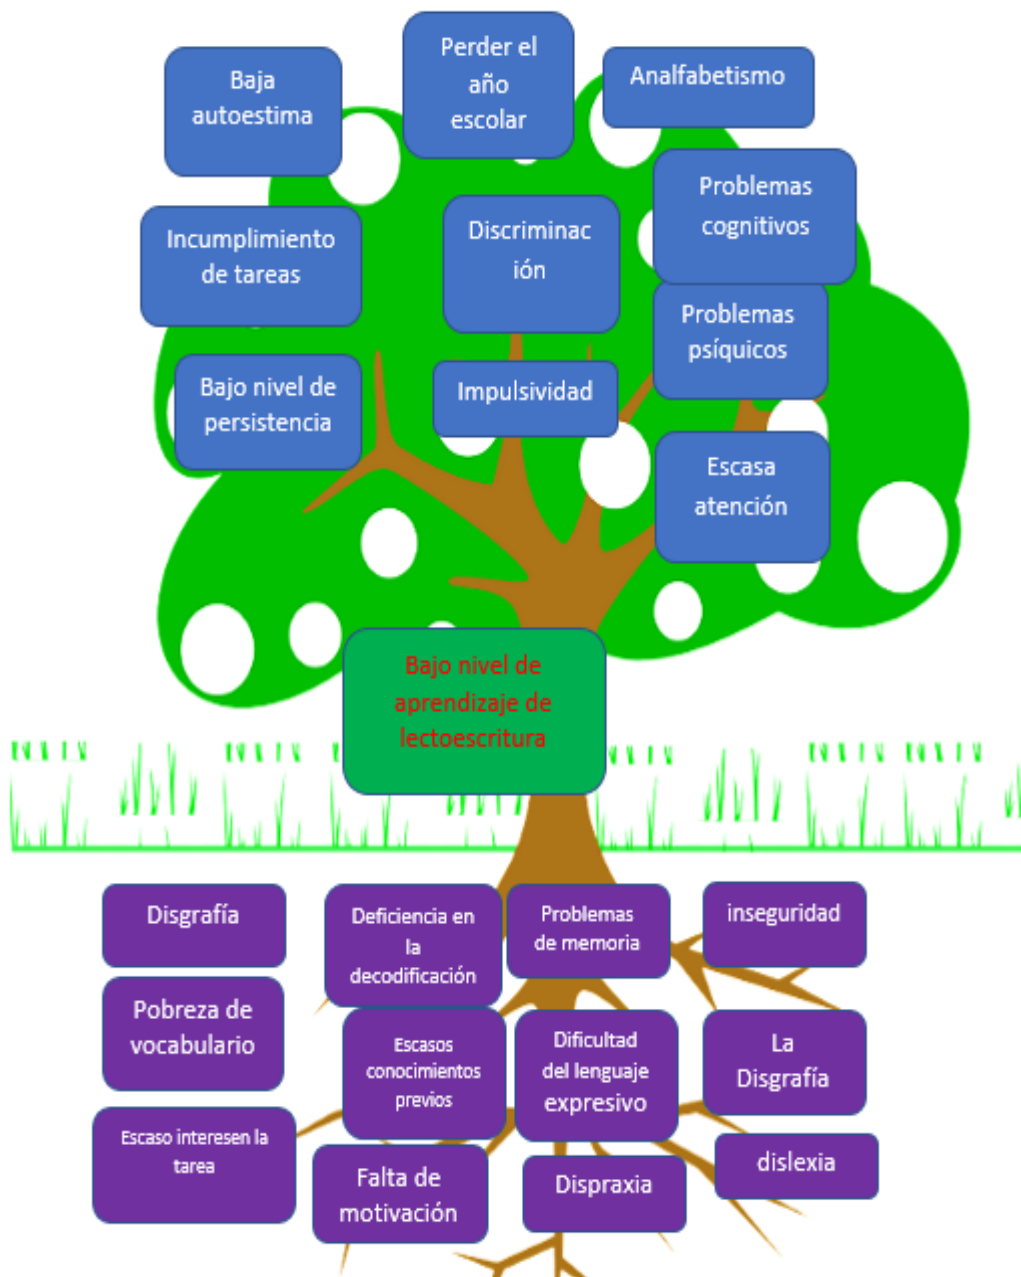 Baja
autoestima
Perder el
año
escolar
Analfabetismo
Incumplimiento
de tareas
Discriminac
ión
Problemas
cognitivos
Problemas
psíquicos
Bajo nivel de
persistencia
Impulsividad
Escasa
atención
Bajo nivel de
aprendizaje de
lectoescritura
Disgrafía
Deficiencia en
la
decodificación
Problemas
de memoria
inseguridad
Pobreza de
vocabulario
Escasos
conocimientos
previos
Dificultad
del lenguaje
expresivo
La
Disgrafía
Escaso interesen la
tarea
Falta de
motivación
Dispraxia
dislexia